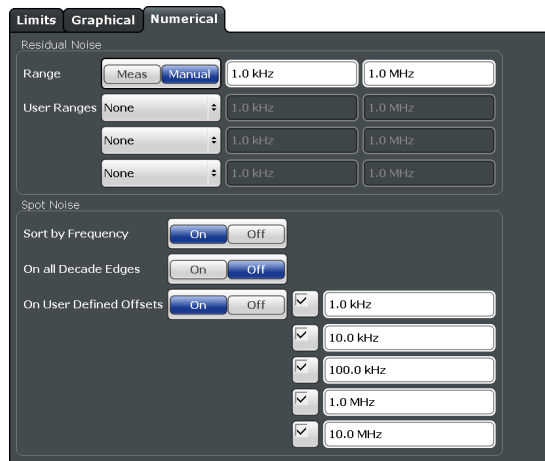 Limits Graphical Numerical
Residual Noise
Range Meas Manual 1.0 kHz 1.0 MHz
User Ranges None 1.0 kHz 1.0 MHz
None 1.0 kHz 1.0 MHz
None 1.0 kHz 1.0 MHz
Spot Noise
Sort by Frequency On Off
On all Decade Edges On Off
On User Defined Offsets On Off 1.0 kHz
10.0 kHz
100.0 kHz
1.0 MHz
10.0 MHz